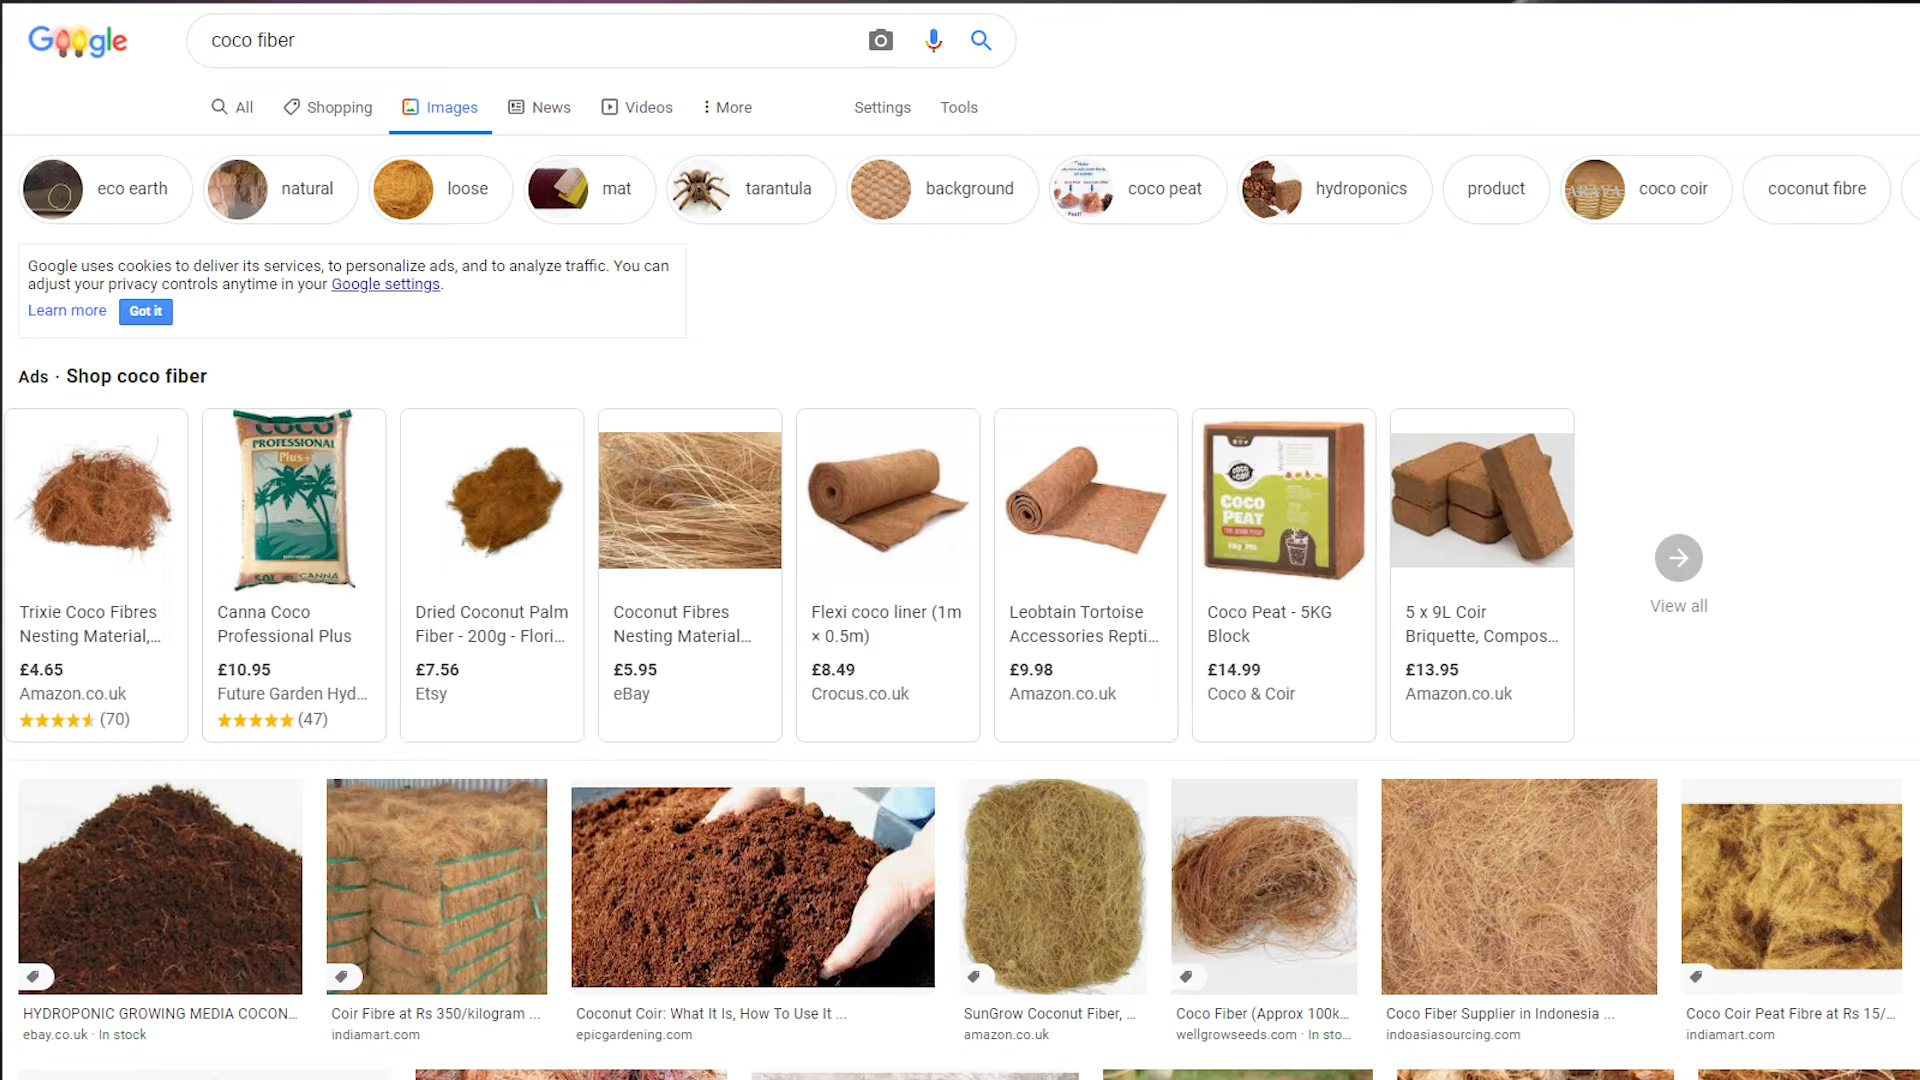 Google
coco fiber
All
Shopping
Images
News
Videos
More
Settings
Tools
eco earth
natural
loose
mat
tarantula
background
coco peat
hydroponics
product
coco coir
coconut fibre
Google uses cookies to deliver its services, to personalize ads, and to analyze traffic. You can
adjust your privacy controls anytime in your Google settings.
Learn more
Got it
Ads · Shop coco fiber
COCO
PROFESSIONAL
Plus+
CANNA
COCO
PEAT
Trixie Coco Fibres
Nesting Material,...
£4.65
Amazon.co.uk
(70)
Canna Coco
Professional Plus
£10.95
Future Garden Hyd...
(47)
Dried Coconut Palm
Fiber - 200g - Flori...
£7.56
Etsy
Coconut Fibres
Nesting Material...
£5.95
eBay
Flexi coco liner (1m
× 0.5m)
£8.49
Crocus.co.uk
Leobtain Tortoise
Accessories Repti...
£9.98
Amazon.co.uk
Coco Peat - 5KG
Block
£14.99
Coco & Coir
5 x 9L Coir
Briquette, Compos...
£13.95
Amazon.co.uk
View all
HYDROPONIC GROWING MEDIA COCON...
ebay.co.uk · In stock
Coir Fibre at Rs 350/kilogram ...
indiamart.com
Coconut Coir: What It Is, How To Use It ...
epicgardening.com
SunGrow Coconut Fiber, ...
amazon.co.uk
Coco Fiber (Approx 100k...
wellgrowseeds.com · In sto...
Coco Fiber Supplier in Indonesia ...
indoasiasourcing.com
Coco Coir Peat Fibre at Rs 15/...
indiamart.com